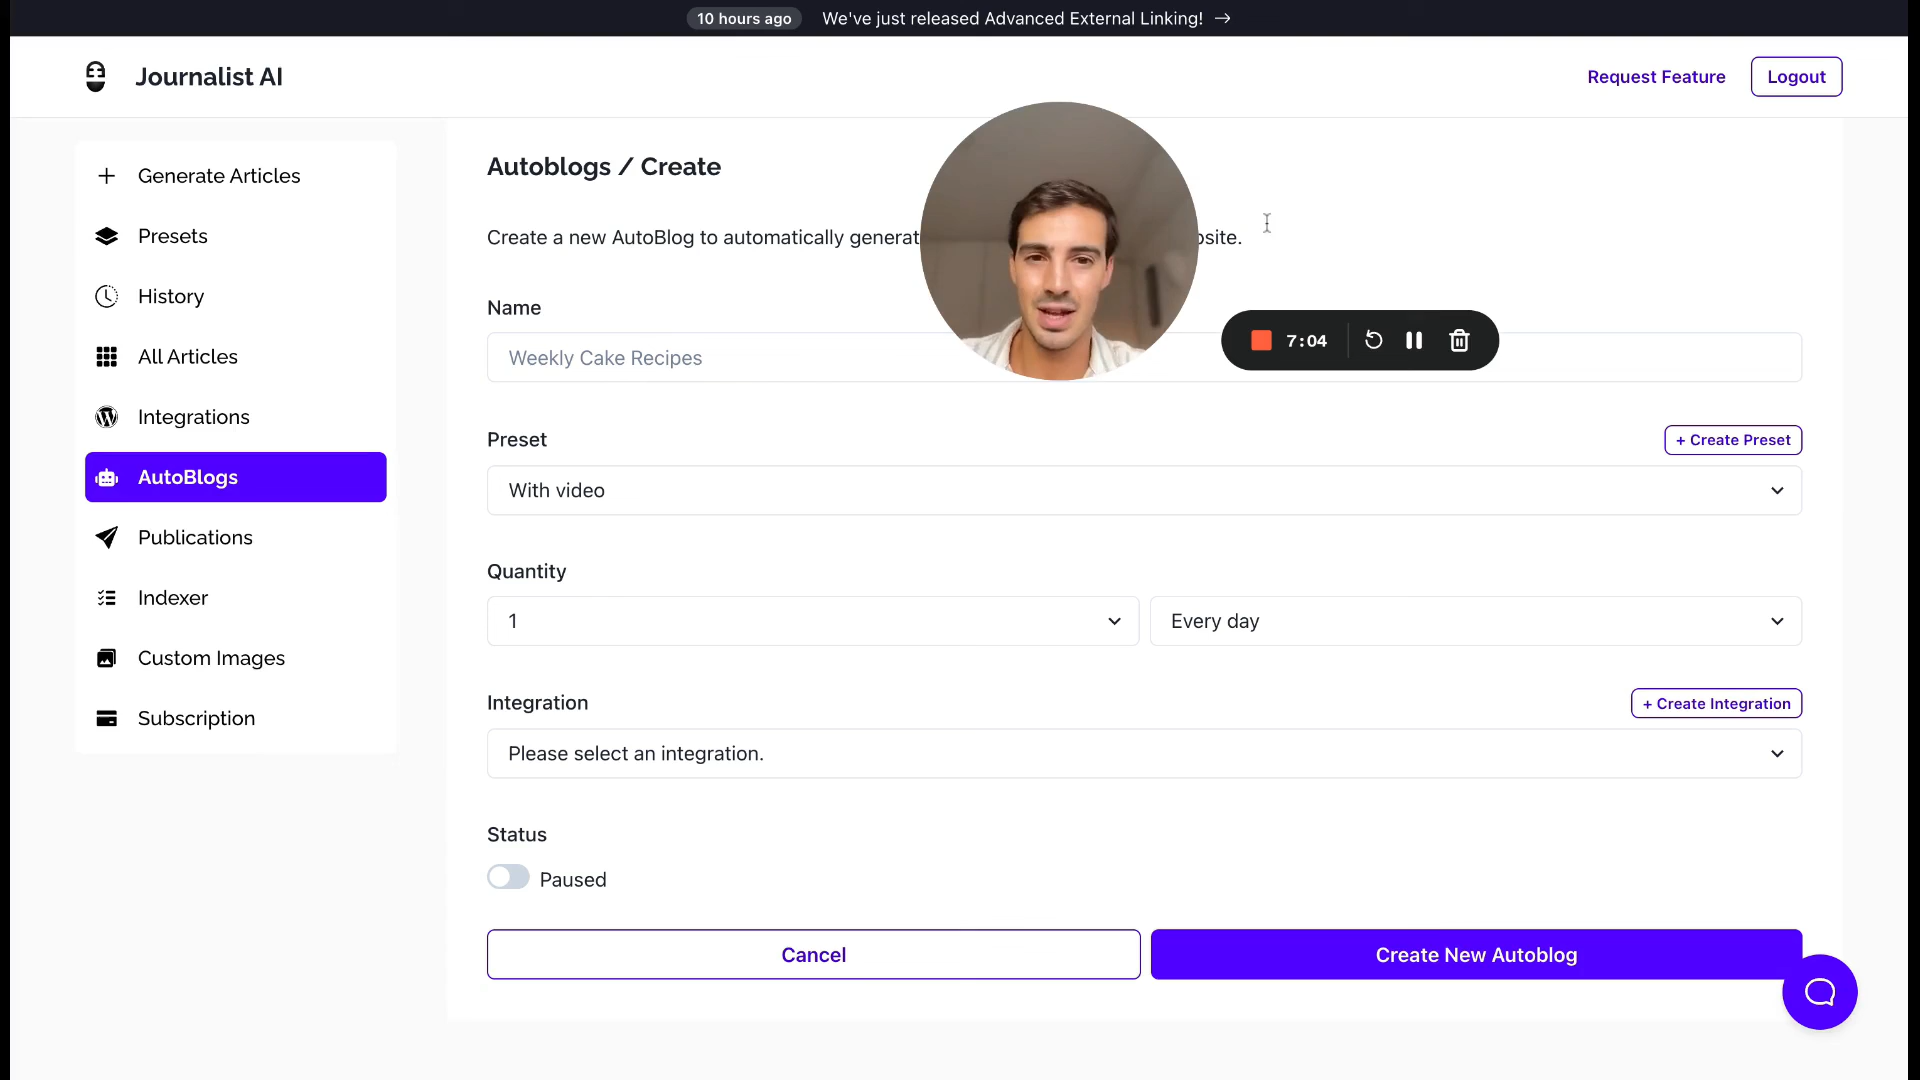 10 hours ago We've just released Advanced External Linking! →
Journalist AI
Request Feature
Logout
Generate Articles
Presets
History
All Articles
Integrations
AutoBlogs
Publications
Indexer
Custom Images
Subscription
Autoblogs / Create
Create a new AutoBlog to automatically site.
Name
Weekly Cake Recipes
7:04
Preset
+ Create Preset
With video
Quantity
1
Every day
Integration
+ Create Integration
Please select an integration.
Status
Paused
Cancel
Create New Autoblog